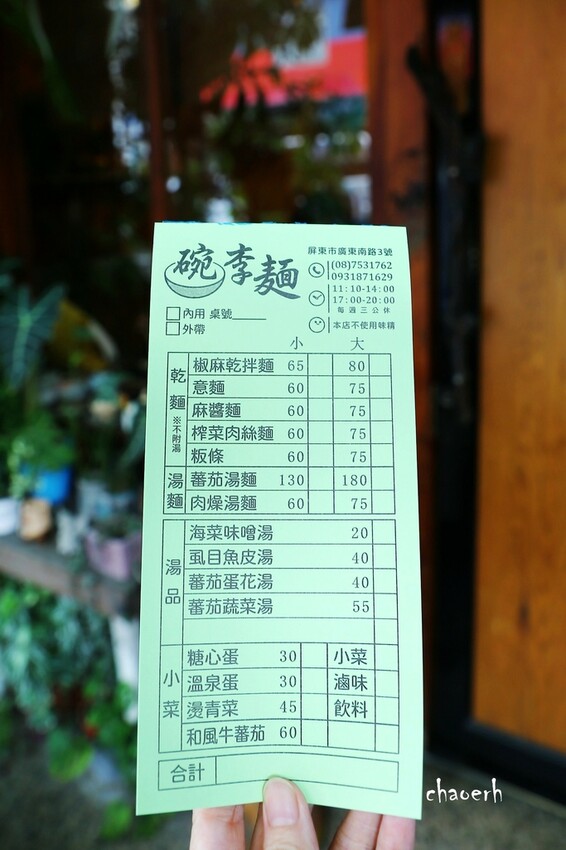 碗李麵
屏東市廣東南路3號
(08)7531762
0931871629
11:10-14:00
17:00-20:00
每週三公休
本店不使用味精
內用 桌號
外帶
小 大
乾麵 ※不附湯
椒麻乾拌麵 65 80
意麵 60 75
麻醬麵 60 75
榨菜肉絲麵 60 75
粄條 60 75
湯麵
蕃茄湯麵 130 180
肉燥湯麵 60 75
湯品
海菜味噌湯 20
虱目魚皮湯 40
蕃茄蛋花湯 40
蕃茄蔬菜湯 55
小菜
糖心蛋 30 小菜
溫泉蛋 30 滷味
燙青菜 45 飲料
和風牛蕃茄 60
合計
chaoerh